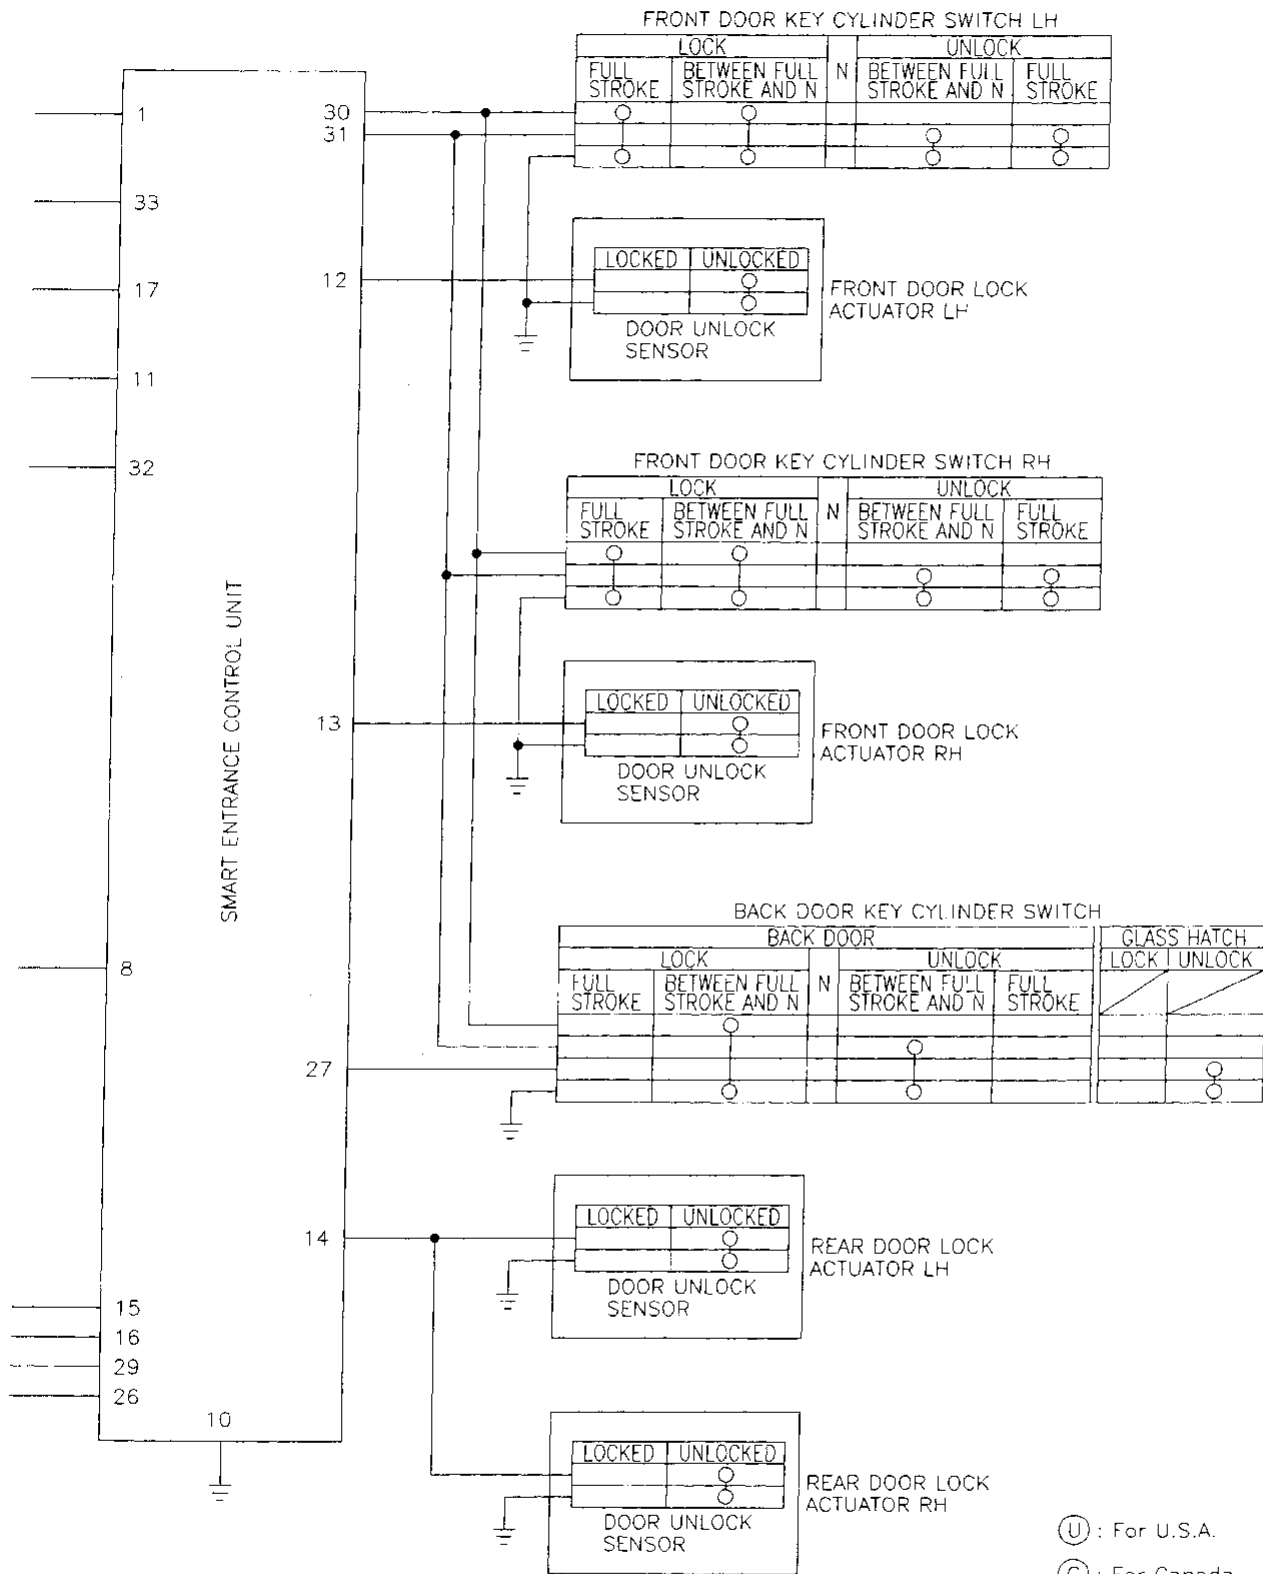 FRONT DOOR KEY CYLINDER SWITCH LH
LOCK
UNLOCK
FULL STROKE
BETWEEN FULL STROKE AND N
N
BETWEEN FULL STROKE AND N
FULL STROKE
1
30
31
33
12
LOCKED
UNLOCKED
DOOR UNLOCK
SENSOR
FRONT DOOR LOCK
ACTUATOR LH
17
11
32
FRONT DOOR KEY CYLINDER SWITCH RH
LOCK
UNLOCK
FULL STROKE
BETWEEN FULL STROKE AND N
N
BETWEEN FULL STROKE AND N
FULL STROKE
SMART ENTRANCE CONTROL UNIT
13
LOCKED
UNLOCKED
DOOR UNLOCK
SENSOR
FRONT DOOR LOCK
ACTUATOR RH
BACK DOOR KEY CYLINDER SWITCH
BACK DOOR
GLASS HATCH
LOCK
UNLOCK
LOCK
UNLOCK
FULL STROKE
BETWEEN FULL STROKE AND N
N
BETWEEN FULL STROKE AND N
FULL STROKE
8
27
14
LOCKED
UNLOCKED
DOOR UNLOCK
SENSOR
REAR DOOR LOCK
ACTUATOR LH
15
16
29
26
10
LOCKED
UNLOCKED
DOOR UNLOCK
SENSOR
REAR DOOR LOCK
ACTUATOR RH
U : For U.S.A.
C : For Canada